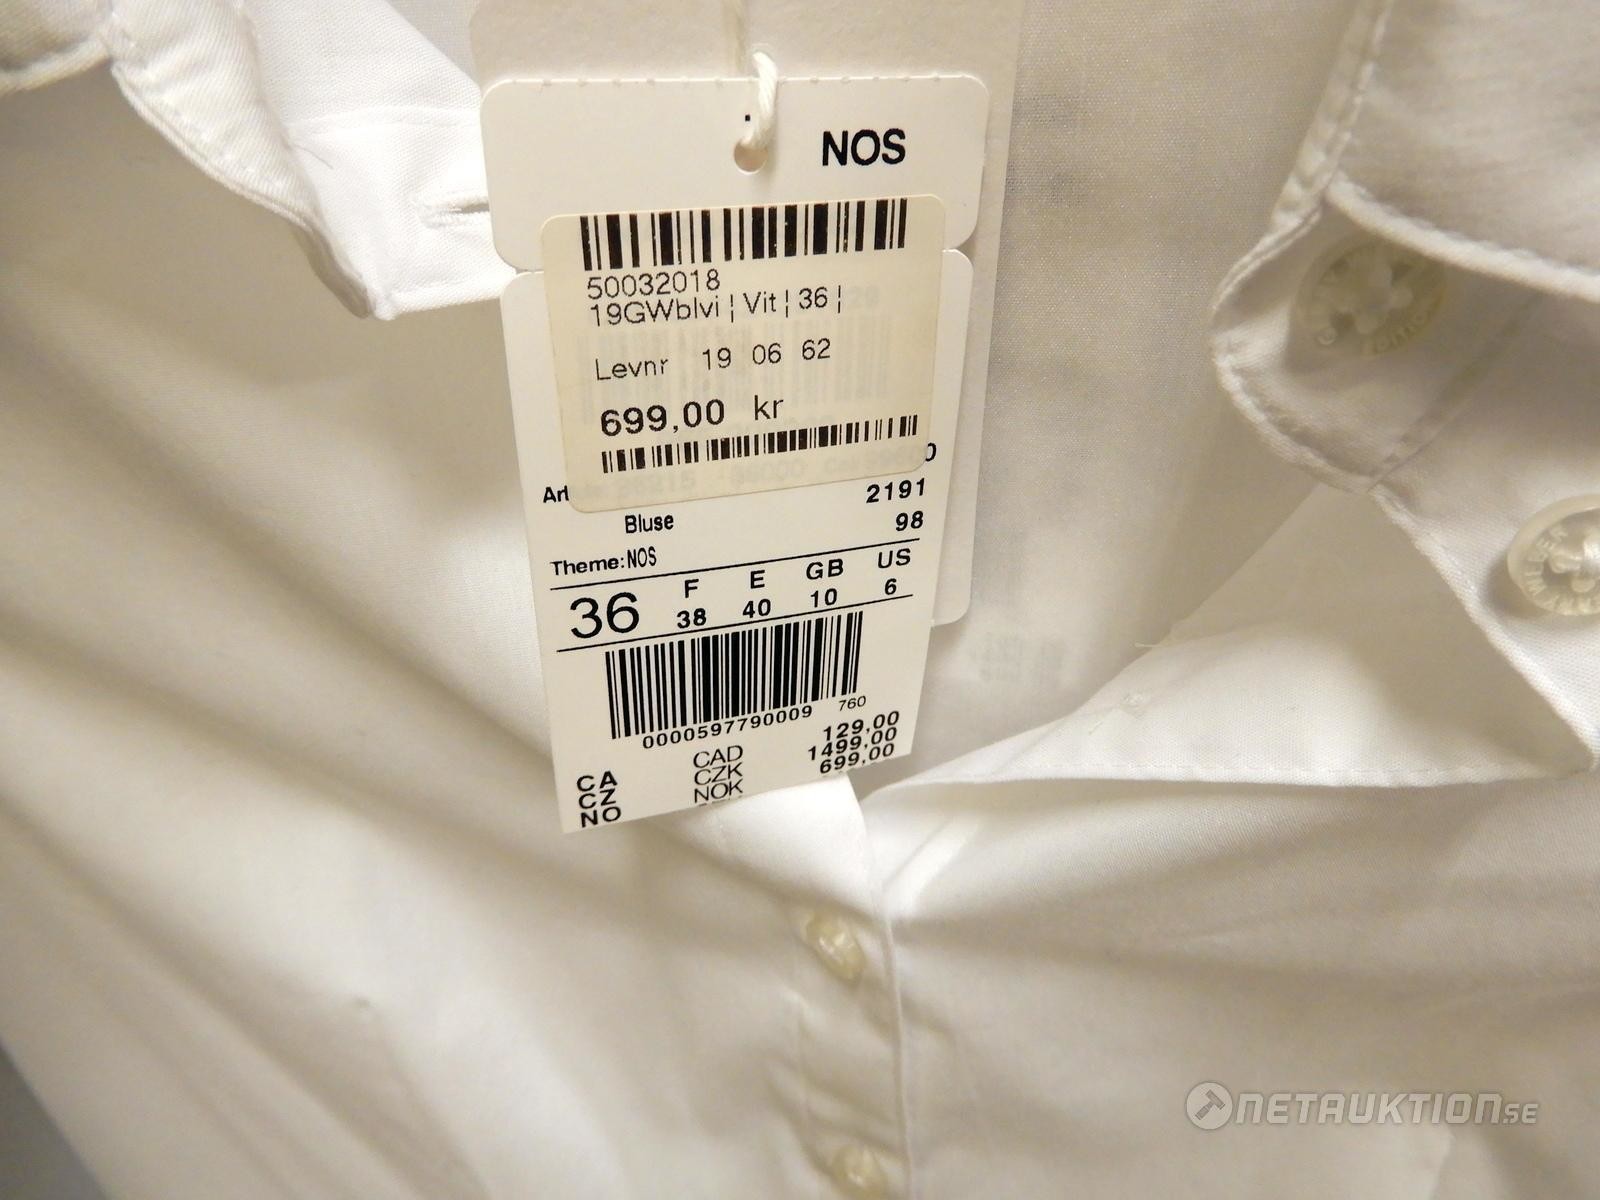 NOS
50032018
19GWblvi ¦ Vit ¦ 36 ¦
Levnr 19 06 62
699,00 kr
Art
2191
Bluse 98
Theme:NOS
36 F E GB US
38 40 10 6
0000597790009 760
CA CAD 129,00
CZ CZK 1499,00
NO NOK 699,00
NETAUKTION.SE